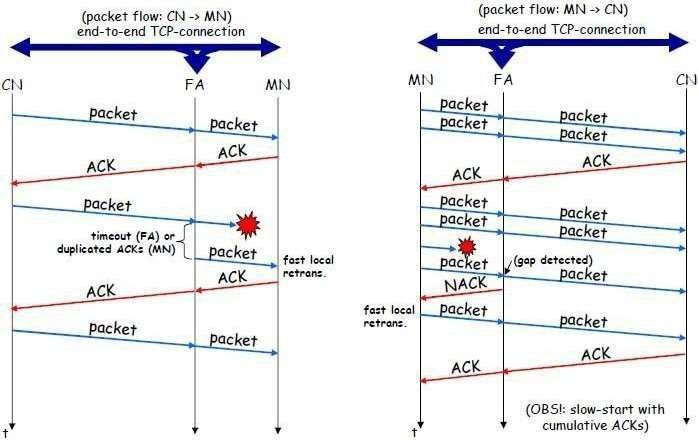 (packet flow: CN -> MN)
end-to-end TCP-connection
CN
FA
MN
packet
packet
ACK
ACK
packet
timeout (FA) or
duplicated ACKs (MN)
packet
fast local
retrans.
ACK
ACK
packet
packet
t
(packet flow: MN -> CN)
end-to-end TCP-connection
MN
FA
CN
packet
packet
packet
packet
ACK
ACK
packet
packet
packet
packet
packet
(gap detected)
packet
NACK
fast local
retrans.
packet
packet
ACK
ACK
(OBS!: slow-start with
cumulative ACKs)
t